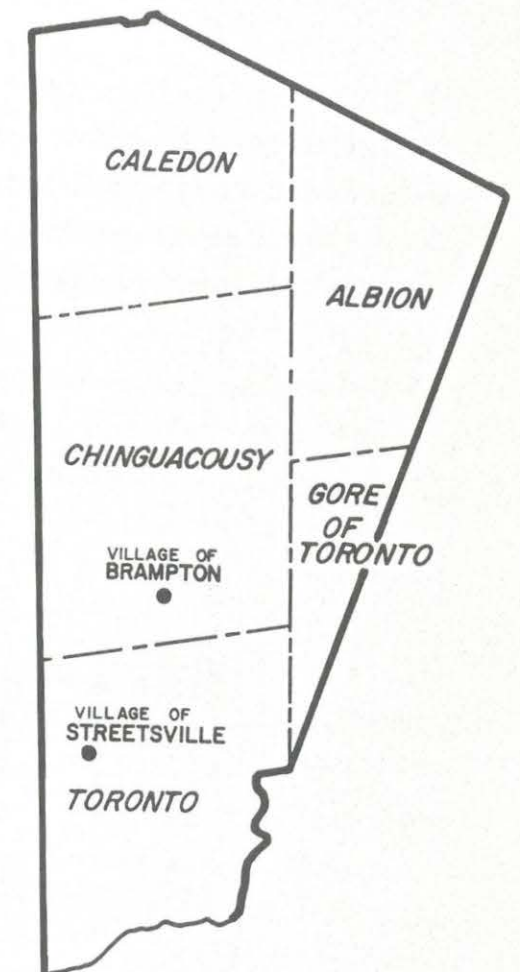 CALEDON
ALBION
CHINGUACOUSY
GORE
OF
TORONTO
VILLAGE OF
BRAMPTON
VILLAGE OF
STREETSVILLE
TORONTO